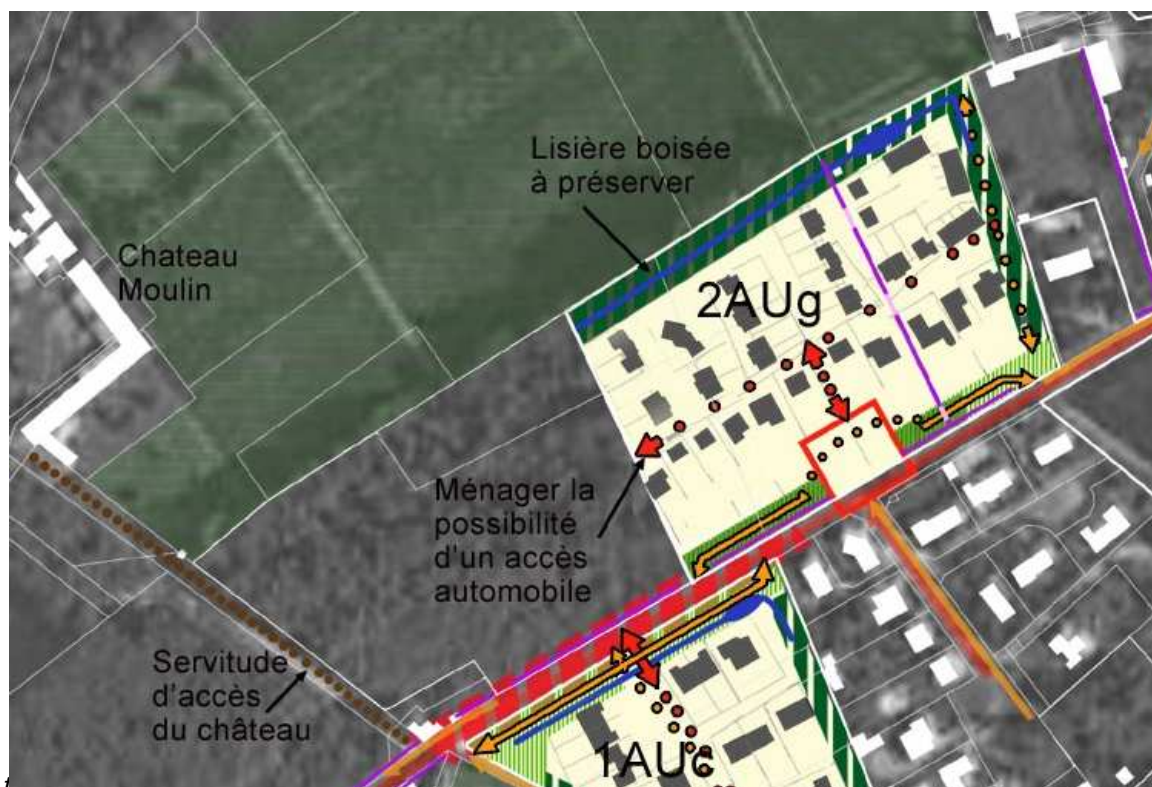 Lisière boisée
à préserver
Chateau
Moulin
2AUg
Ménager la
possibilité
d'un accès
automobile
Servitude
d'accès
du château
1AUc